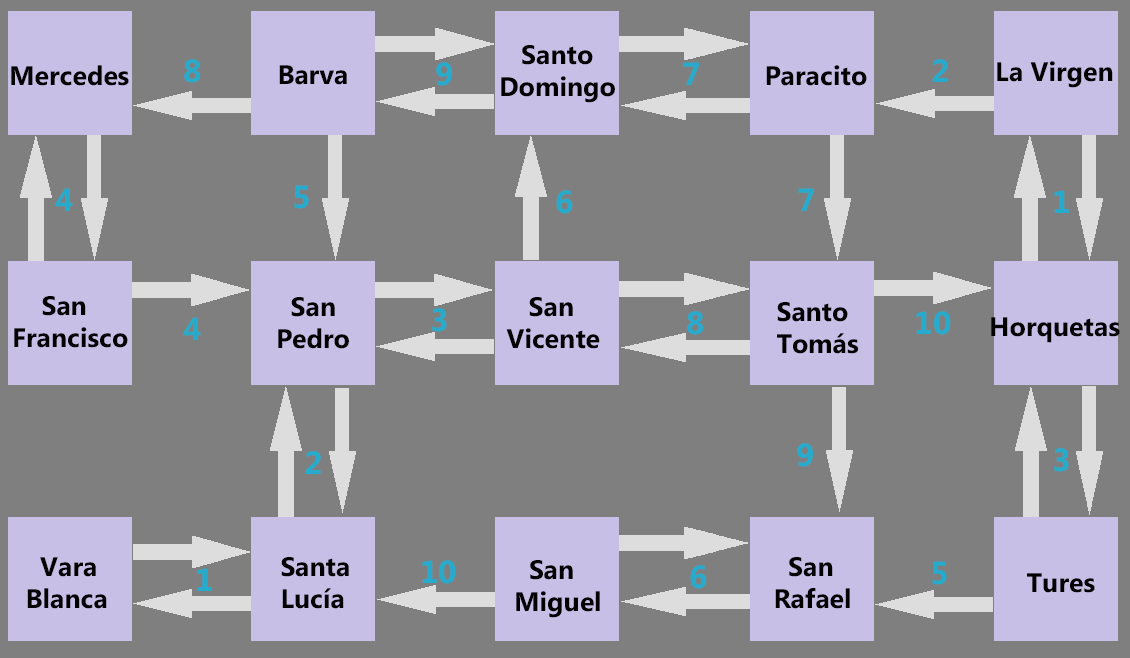 Mercedes
8
Barva
9
Santo
Domingo
7
Paracito
2
La Virgen
4
5
6
7
1
San
Francisco
4
San
Pedro
3
San
Vicente
8
Santo
Tomás
10
Horquetas
2
9
3
Vara
Blanca
1
Santa
Lucía
10
San
Miguel
6
San
Rafael
5
Tures